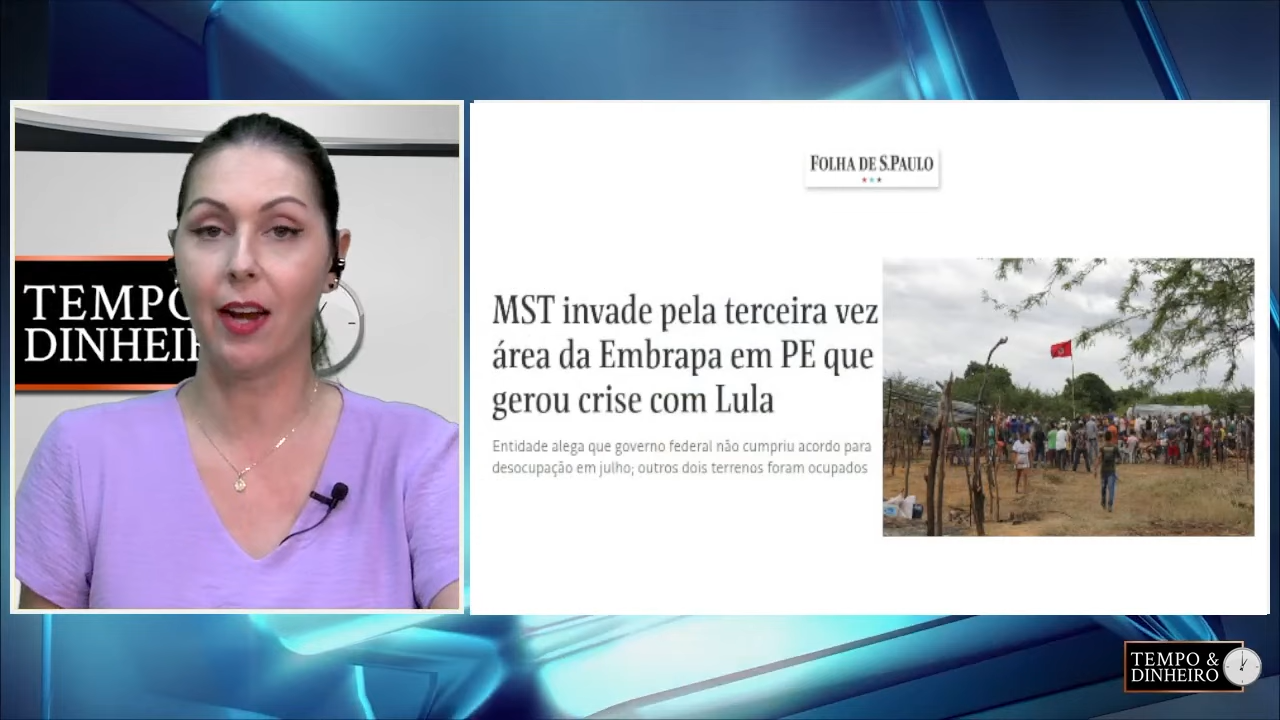 TEMPO
DINHEIR
FOLHA DE S.PAULO
MST invade pela terceira vez
área da Embrapa em PE que
gerou crise com Lula
Entidade alega que governo federal não cumpriu acordo para
desocupação em julho; outros dois terrenos foram ocupados
TEMPO &
DINHEIRO